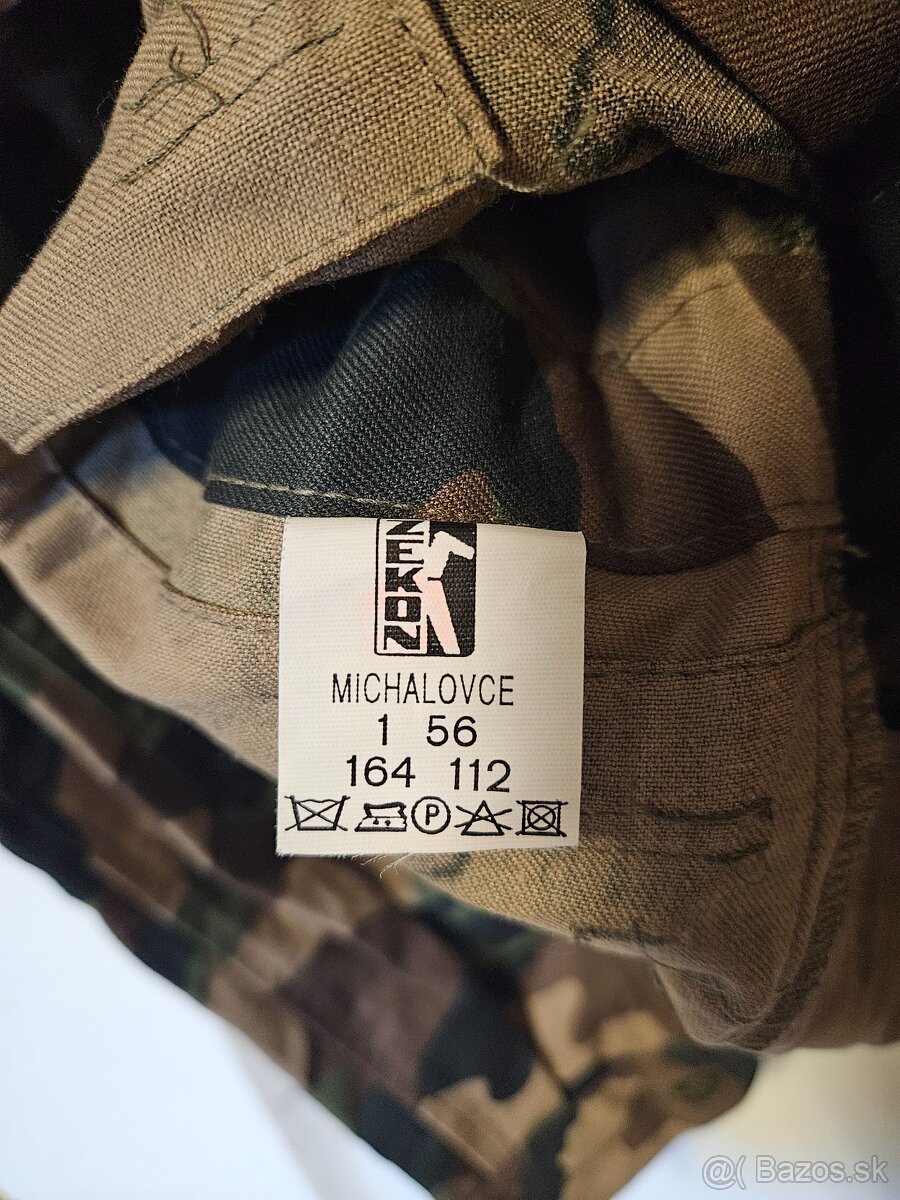 ZEKON
MiCHALOVCE
1 56
164 112
P
@( Bazos.sk